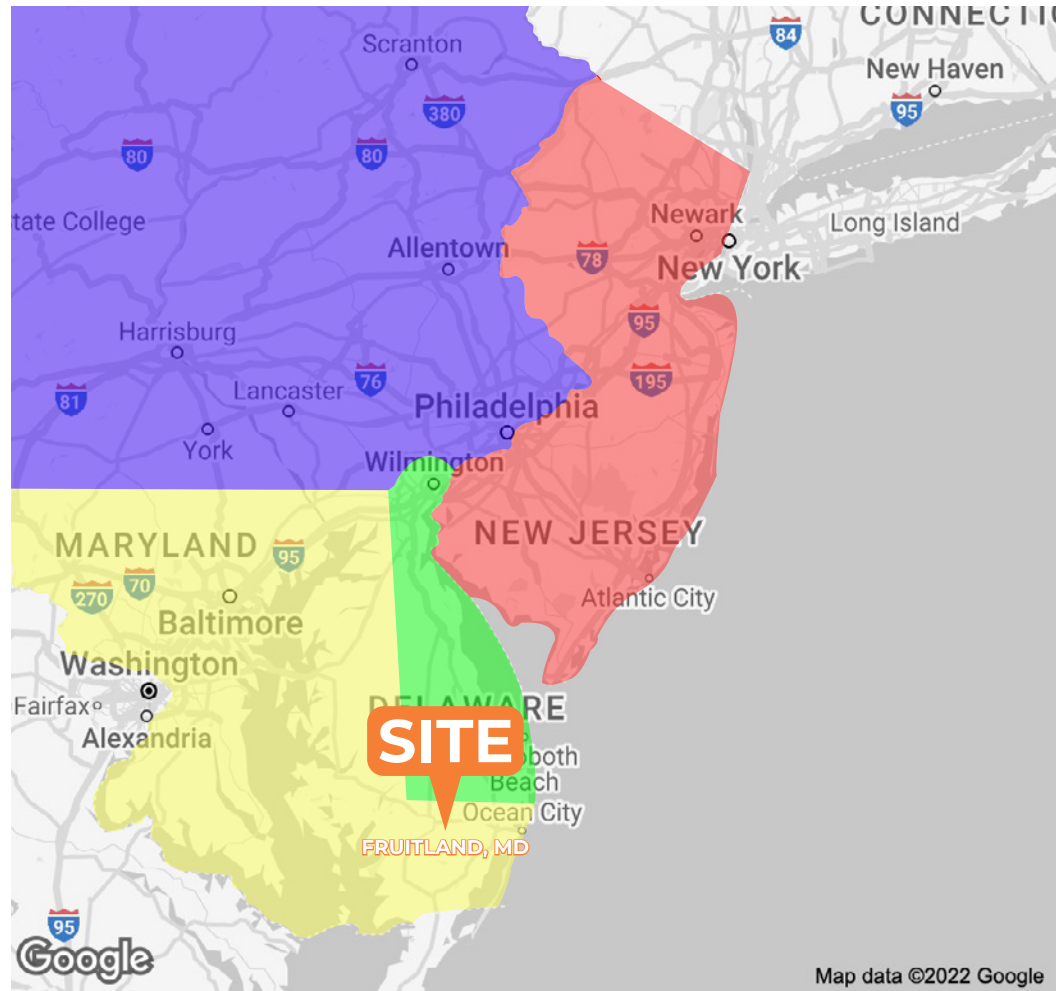 CONNECTI
84
Scranton
New Haven
95
380
80
80
tate College
Newark
Long Island
Allentown
78
New York
95
Harrisburg
76
195
Lancaster
81
Philadelphia
York
Wilmington
NEW JERSEY
MARYLAND
95
70
270
Atlantic City
Baltimore
Washington
Fairfax
DELAWARE
Alexandria
SITE
oboth
Beach
Ocean City
FRUITLAND, MD
95
Google
Map data ©2022 Google